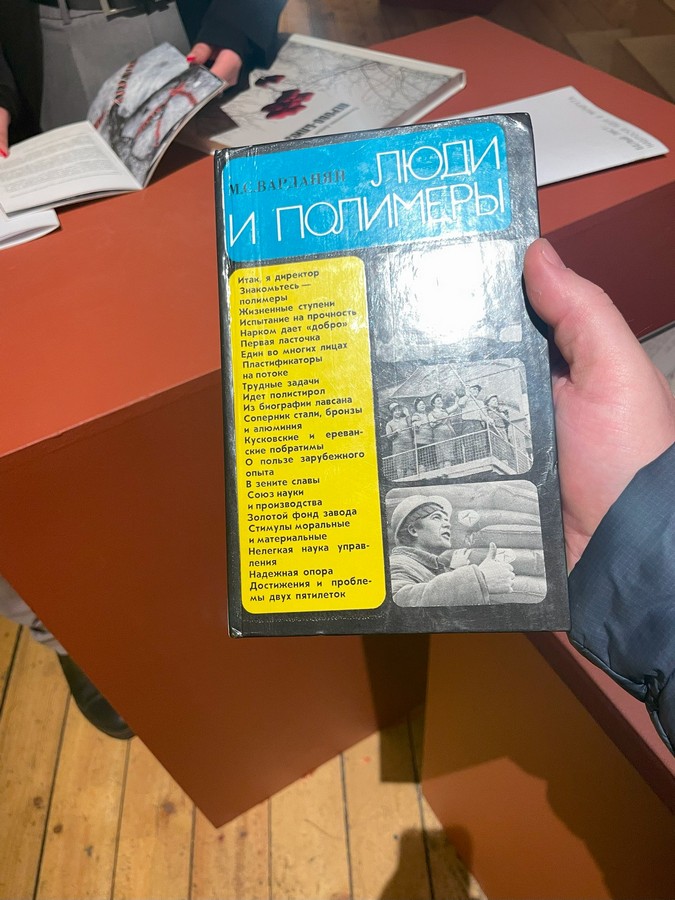 М.С.ВАРДАНЯН
ЛЮДИ
И ПОЛИМЕРЫ
Итак, я директор
Знакомьтесь —
полимеры
Жизненные ступени
Испытание на прочность
Нарком дает «добро»
Первая ласточка
Един во многих лицах
Пластификаторы
на потоке
Трудные задачи
Идет полистирол
Из биографии лавсана
Соперник стали, бронзы
и алюминия
Кусковские и ереван-
ские побратимы
О пользе зарубежного
опыта
В зените славы
Союз науки
и производства
Золотой фонд завода
Стимулы моральные
и материальные
Нелегкая наука управ-
ления
Надежная опора
Достижения и пробле-
мы двух пятилеток